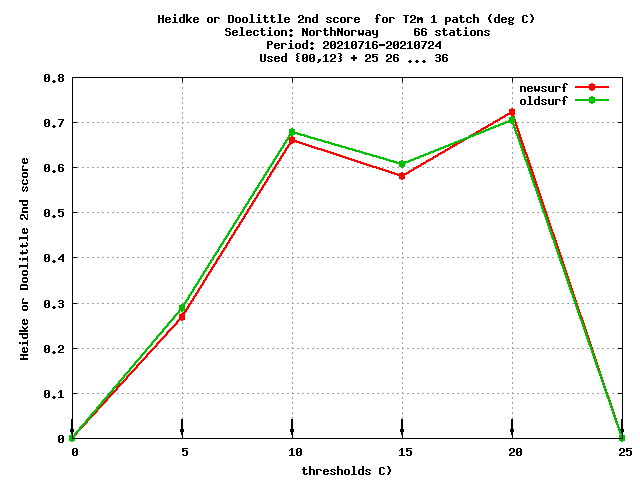 Heidke or Doolittle 2nd score  for T2m 1 patch (deg C)
Selection: NorthNorway     66 stations
Period: 20210716-20210724
Used {00,12} + 25 26 ... 36
newsurf
oldsurf
Heidke or Doolittle 2nd score
0.8
0.7
0.6
0.5
0.4
0.3
0.2
0.1
0
0 5 10 15 20 25
thresholds C)